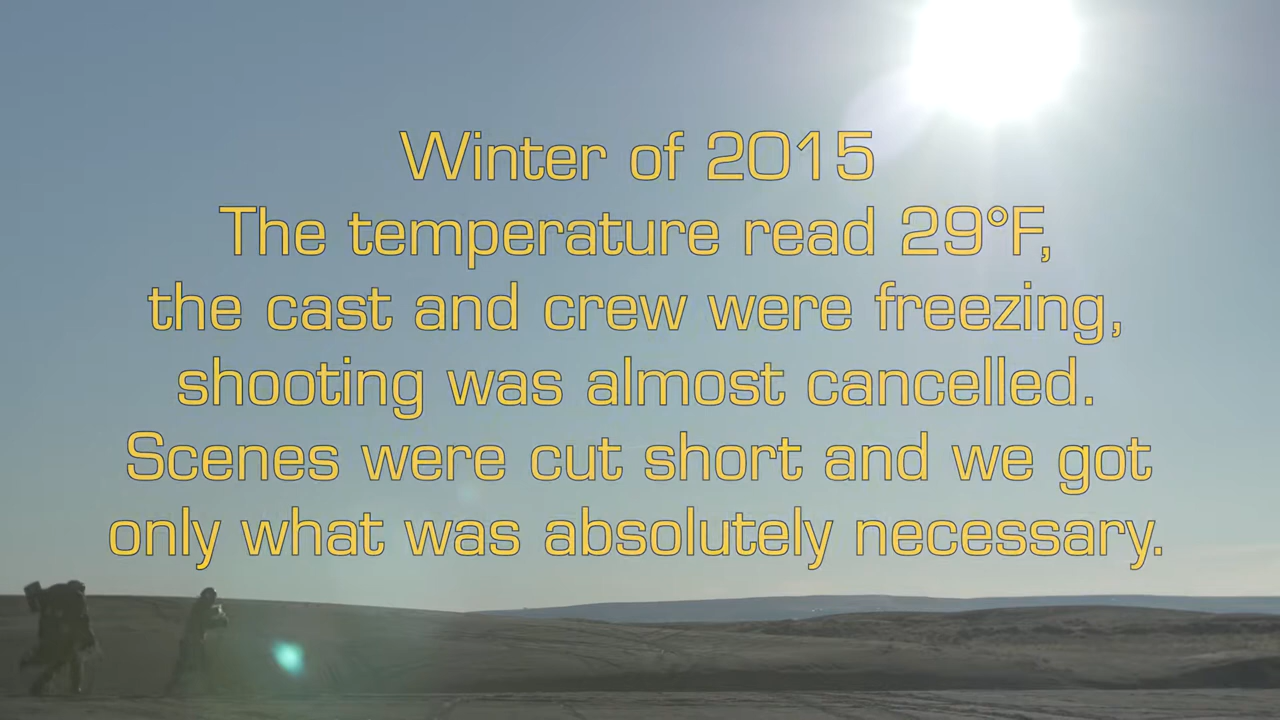 Winter of 2015
The temperature read 29°F,
the cast and crew were freezing,
shooting was almost cancelled.
Scenes were cut short and we got
only what was absolutely necessary.